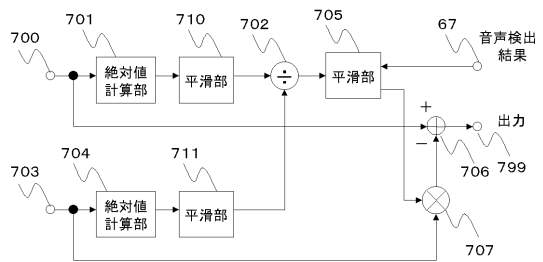 700
701
710
702
705
67
音声検出
結果
絶対値
計算部
平滑部
÷
平滑部
+
出力
−
706
799
703
704
711
絶対値
計算部
平滑部
707